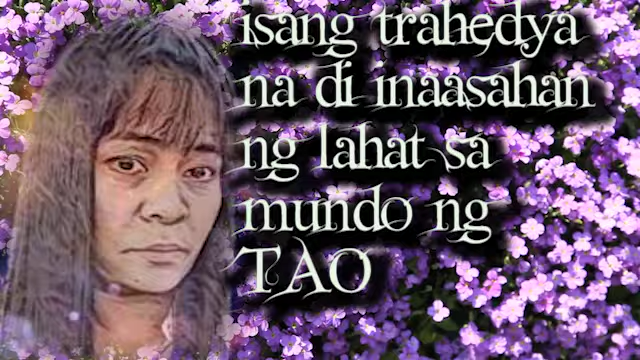 isang trahedya
na di inaasahan
ng lahat sa
mundo ng
TAO